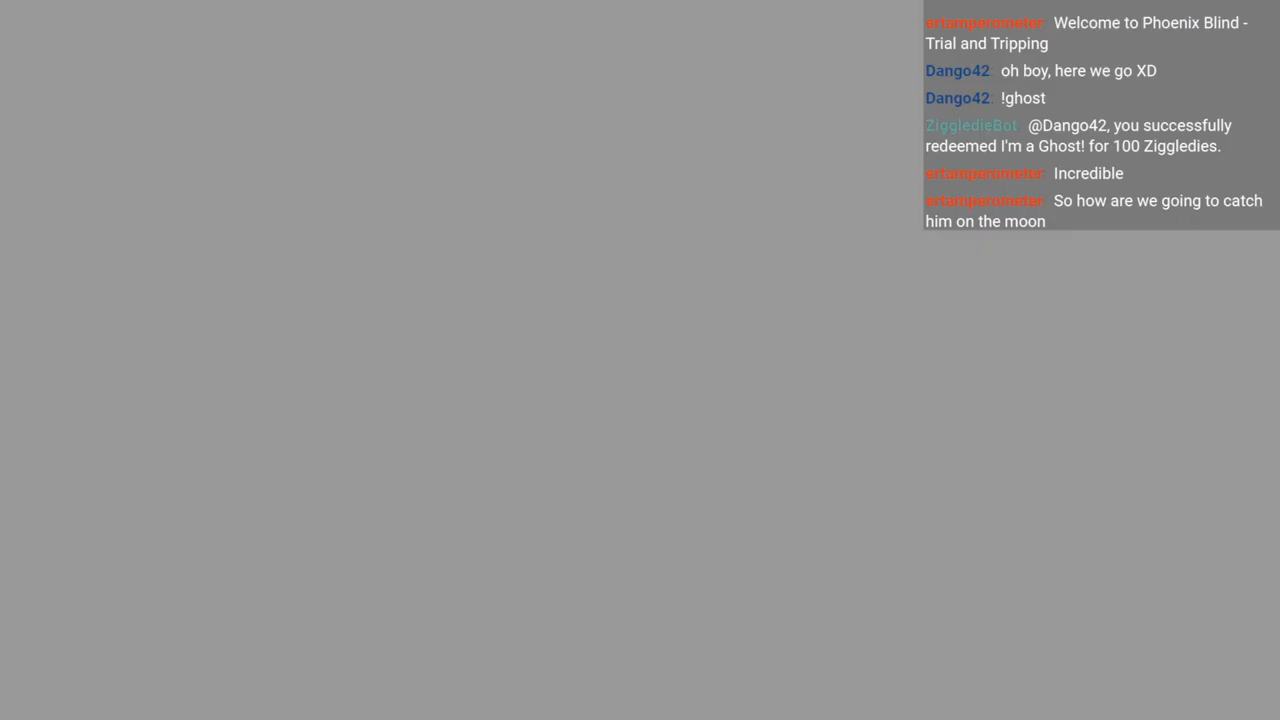 ertamperometer: Welcome to Phoenix Blind -
Trial and Tripping
Dango42: oh boy, here we go XD
Dango42: !ghost
ZiggledieBot @Dango42, you successfully
redeemed I'm a Ghost! for 100 Ziggledies.
ertamperometer: Incredible
ertamperometer: So how are we going to catch
him on the moon